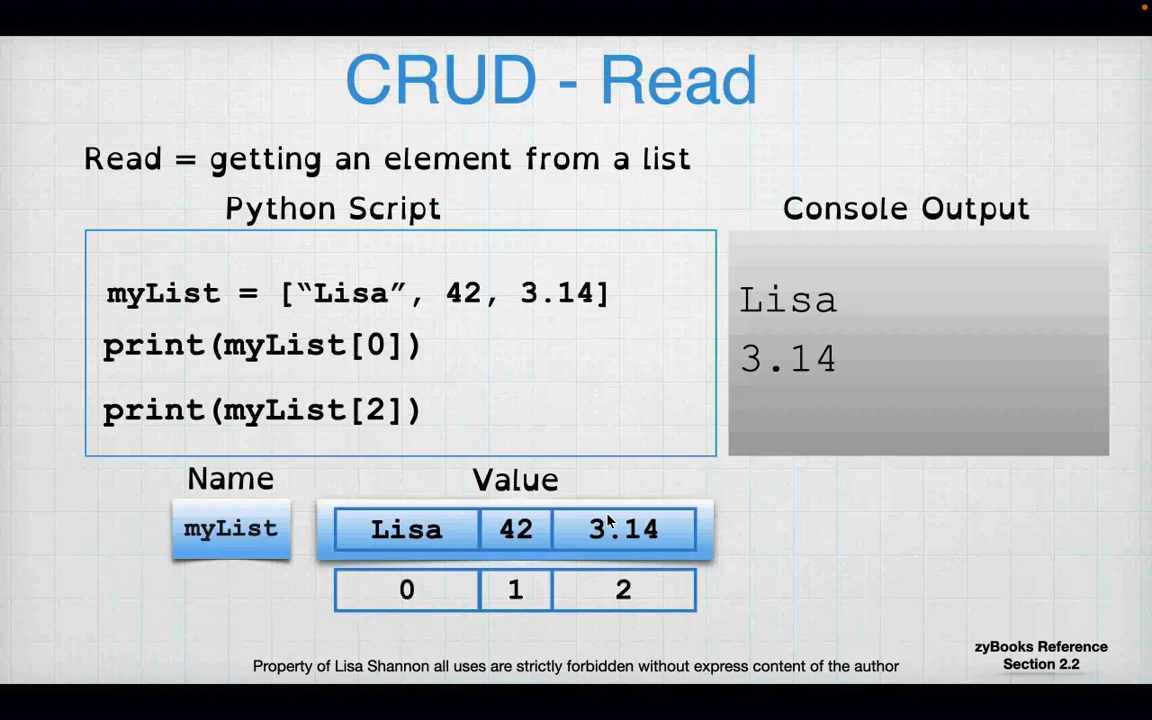 CRUD - Read
Read = getting an element from a list
Python Script
Console Output
myList = [“Lisa”, 42, 3.14]
print(myList[0])
print(myList[2])
Lisa
3.14
Name
Value
myList
Lisa 42 3.14
0 1 2
zyBooks Reference
Section 2.2
Property of Lisa Shannon all uses are strictly forbidden without express content of the author